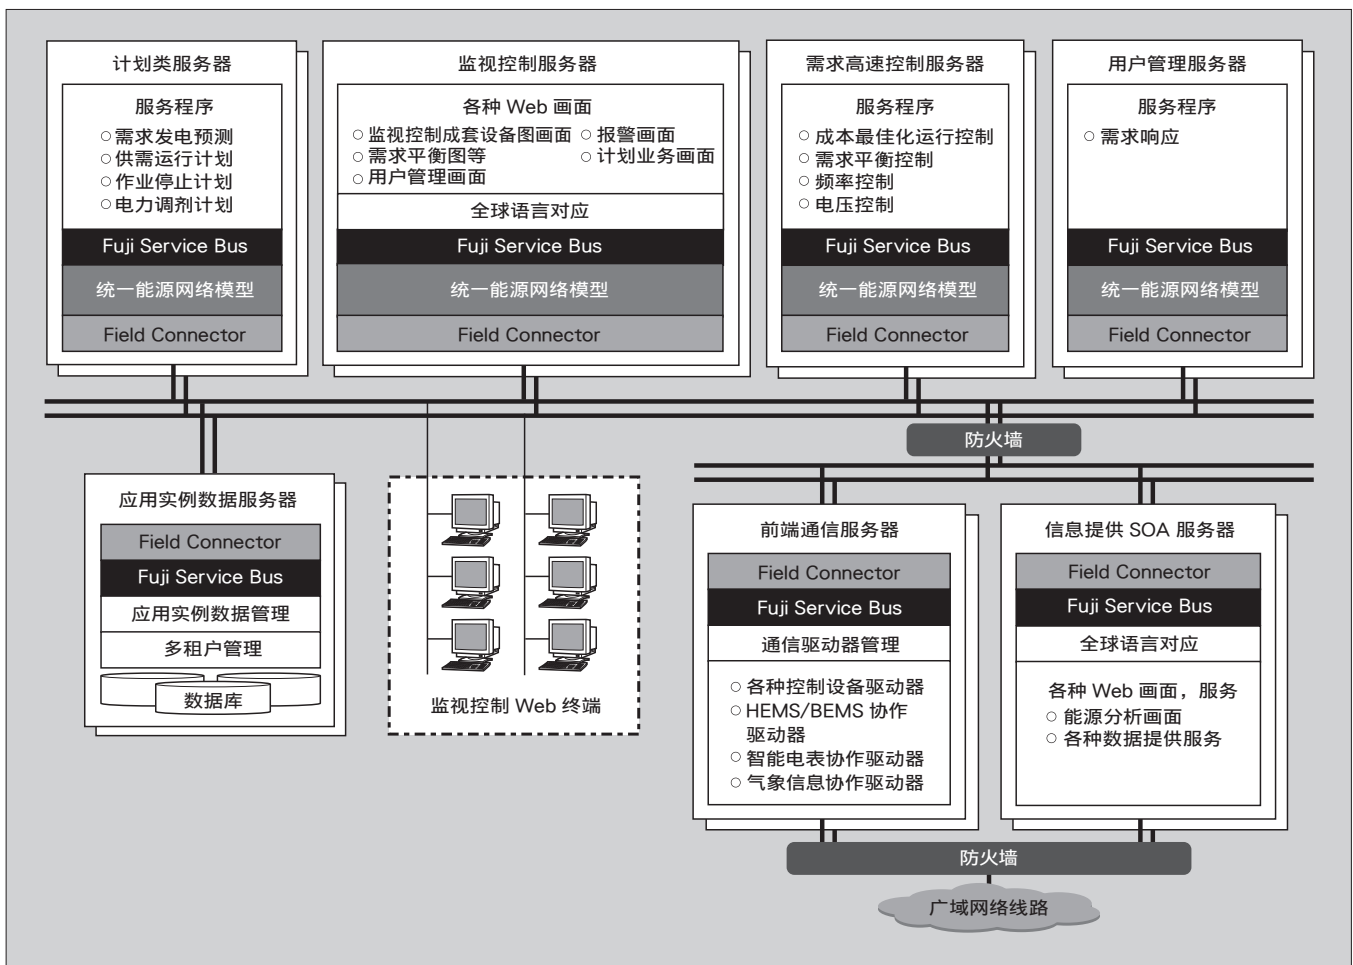 计划类服务器
服务程序
○需求发电预测
○供需运行计划
○作业停止计划
○电力调剂计划
Fuji Service Bus
统一能源网络模型
Field Connector
监视控制服务器
各种 Web 画面
○监视控制成套设备图画面 ○报警画面
○需求平衡图等 ○计划业务画面
○用户管理画面
全球语言对应
Fuji Service Bus
统一能源网络模型
Field Connector
需求高速控制服务器
服务程序
○成本最佳化运行控制
○需求平衡控制
○频率控制
○电压控制
Fuji Service Bus
统一能源网络模型
Field Connector
用户管理服务器
服务程序
○需求响应
Fuji Service Bus
统一能源网络模型
Field Connector
防火墙
应用实例数据服务器
Field Connector
Fuji Service Bus
应用实例数据管理
多租户管理
数据库
监视控制 Web 终端
前端通信服务器
Field Connector
Fuji Service Bus
通信驱动器管理
○各种控制设备驱动器
○HEMS/BEMS 协作
驱动器
○智能电表协作驱动器
○气象信息协作驱动器
信息提供 SOA 服务器
Field Connector
Fuji Service Bus
全球语言对应
各种 Web 画面，服务
○能源分析画面
○各种数据提供服务
防火墙
广域网络线路